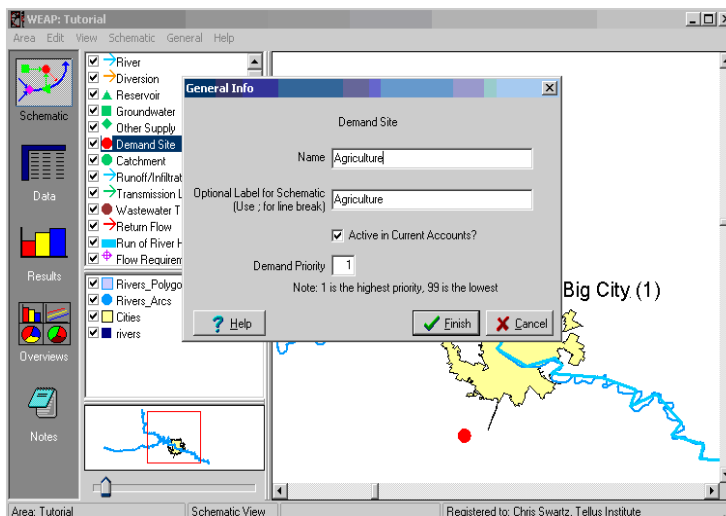 WEAP: Tutorial
Area Edit View Schematic General Help
Schematic
Data
Results
Overviews
Notes
River
Diversion
Reservoir
Groundwater
Other Supply
Demand Site
Catchment
Runoff/Infiltrat
Transmission L
Wastewater T
Return Flow
Run of River H
Flow Requirem
Rivers_Polygo
Rivers_Arcs
Cities
rivers
General Info
Demand Site
Name Agriculture
Optional Label for Schematic
(Use ; for line break) Agriculture
Active in Current Accounts?
Demand Priority 1
Note: 1 is the highest priority, 99 is the lowest
? Help Finish Cancel
Big City (1)
Area: Tutorial Schematic View Registered to: Chris Swartz, Tellus Institute